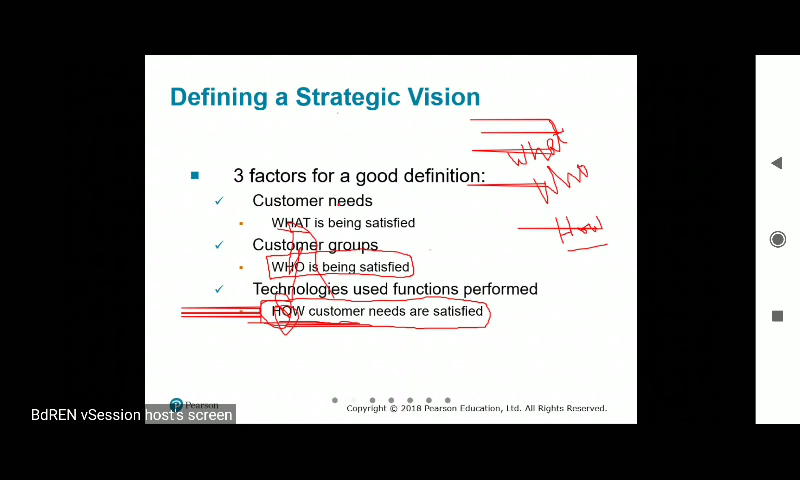 Defining a Strategic Vision
What
Who
How
3 factors for a good definition:
Customer needs
WHAT is being satisfied
Customer groups
WHO is being satisfied
Technologies used functions performed
HOW customer needs are satisfied
Pearson
Copyright © 2018 Pearson Education, Ltd. All Rights Reserved.
BdREN vSession host's screen